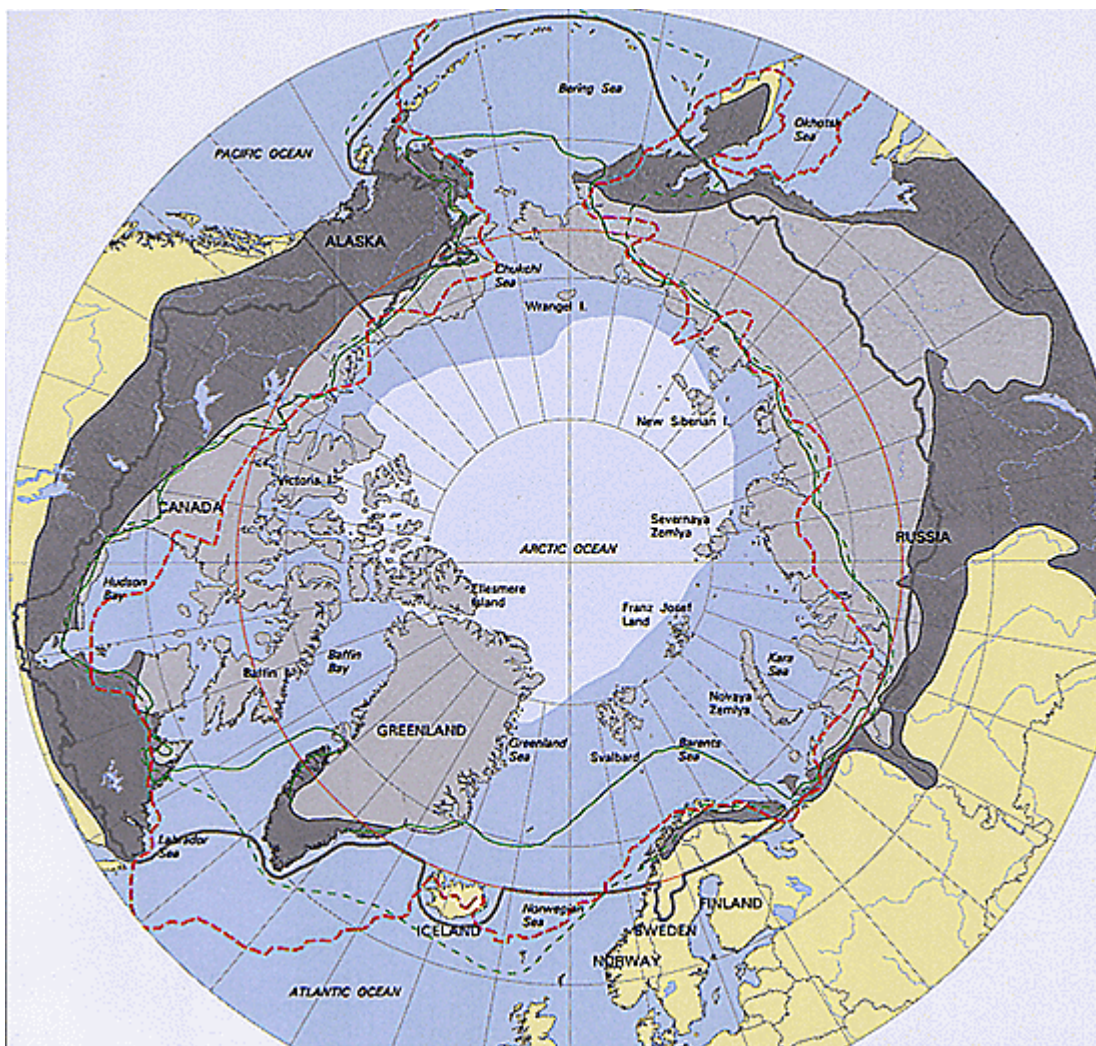 Bering Sea
Okhotsk
Sea
PACIFIC OCEAN
ALASKA
Chukchi
Sea
Wrangel I.
New Siberian I.
Victoria I.
CANADA
Severnaya
Zemlya
RUSSIA
ARCTIC OCEAN
Hudson
Bay
Ellesmere
Island
Franz Josef
Land
Baffin
Bay
Baffin I.
Kara
Sea
Novaya
Zemlya
GREENLAND
Greenland
Sea
Svalbard
Barents
Sea
Labrador
Sea
ICELAND
Norwegian
Sea
FINLAND
SWEDEN
NORWAY
ATLANTIC OCEAN